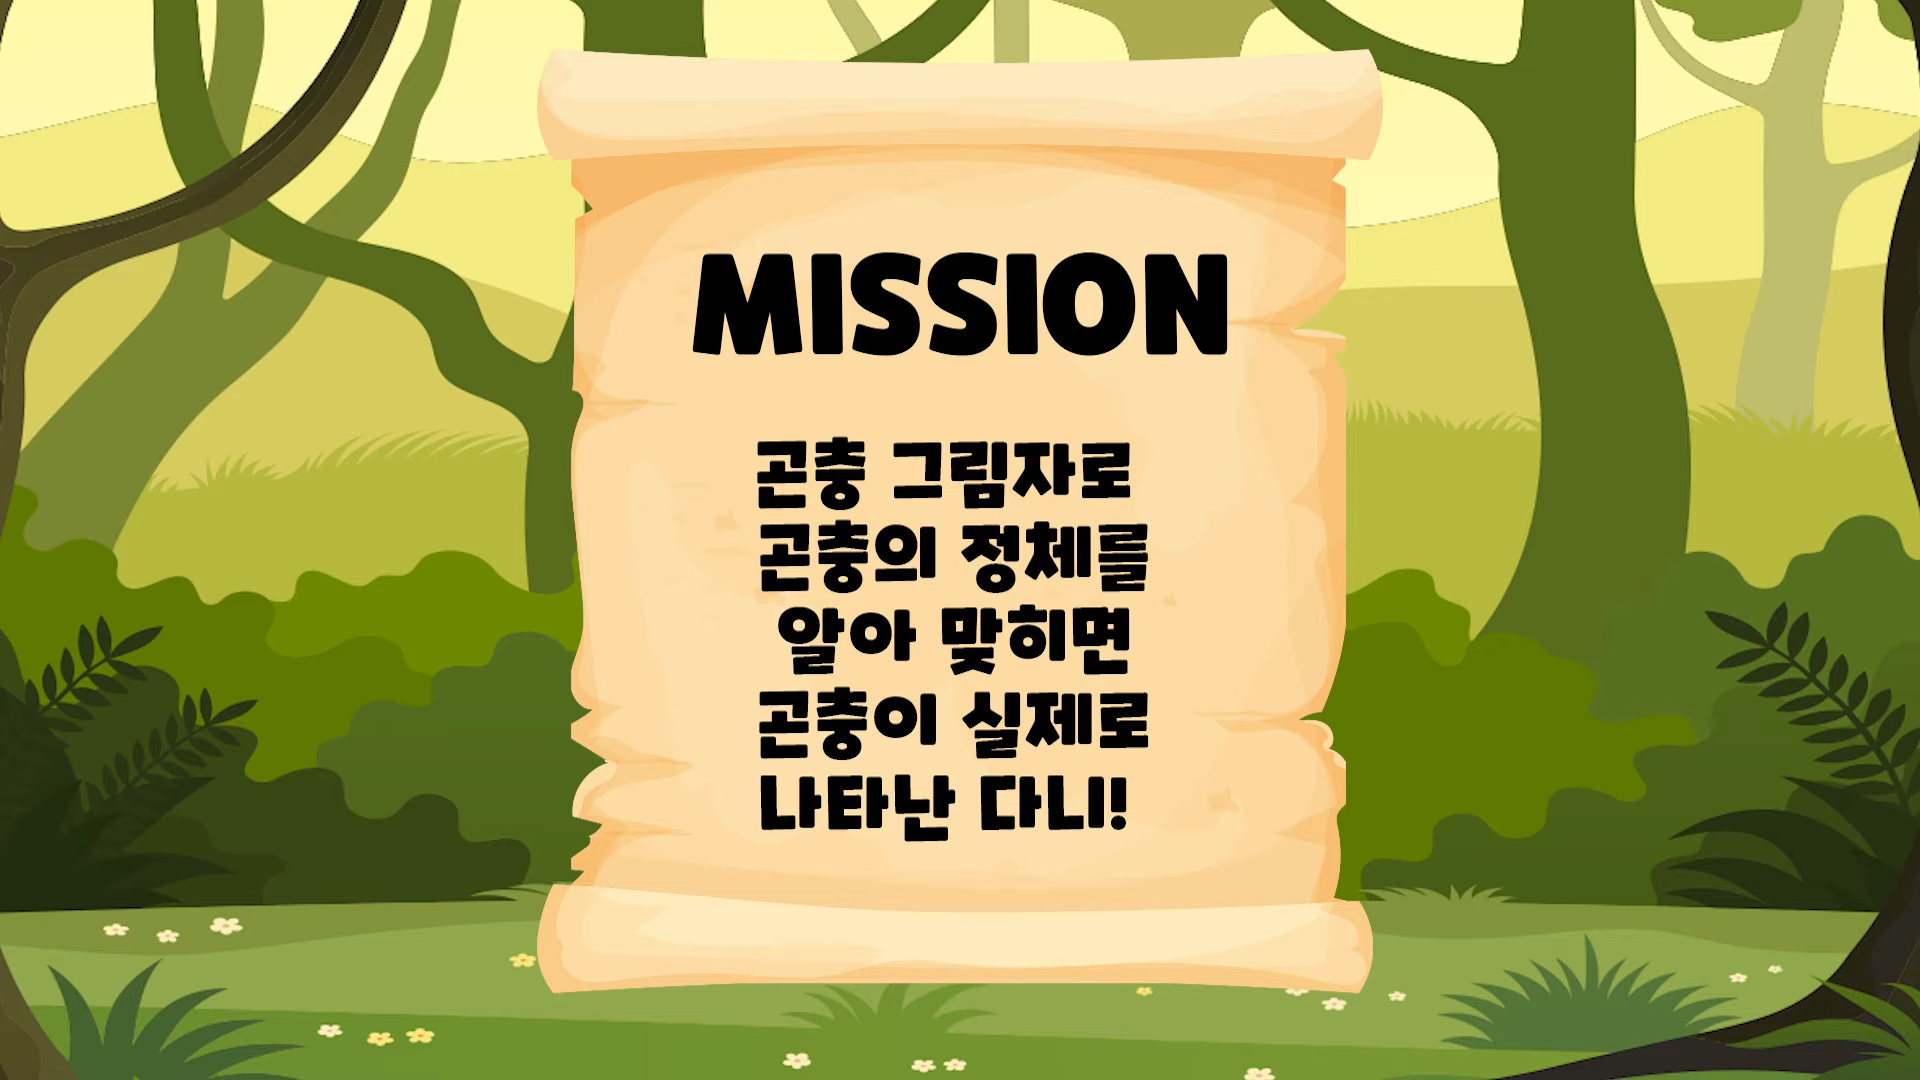 MISSION
곤충 그림자로
곤충의 정체를
알아 맞히면
곤충이 실제로
나타난 다니!